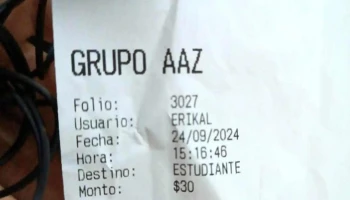 GRUPO AAZ
Folio: 3027
Usuario: ERIKAL
Fecha: 24/09/2024
Hora: 15:16:46
Destino: ESTUDIANTE
Monto: $30